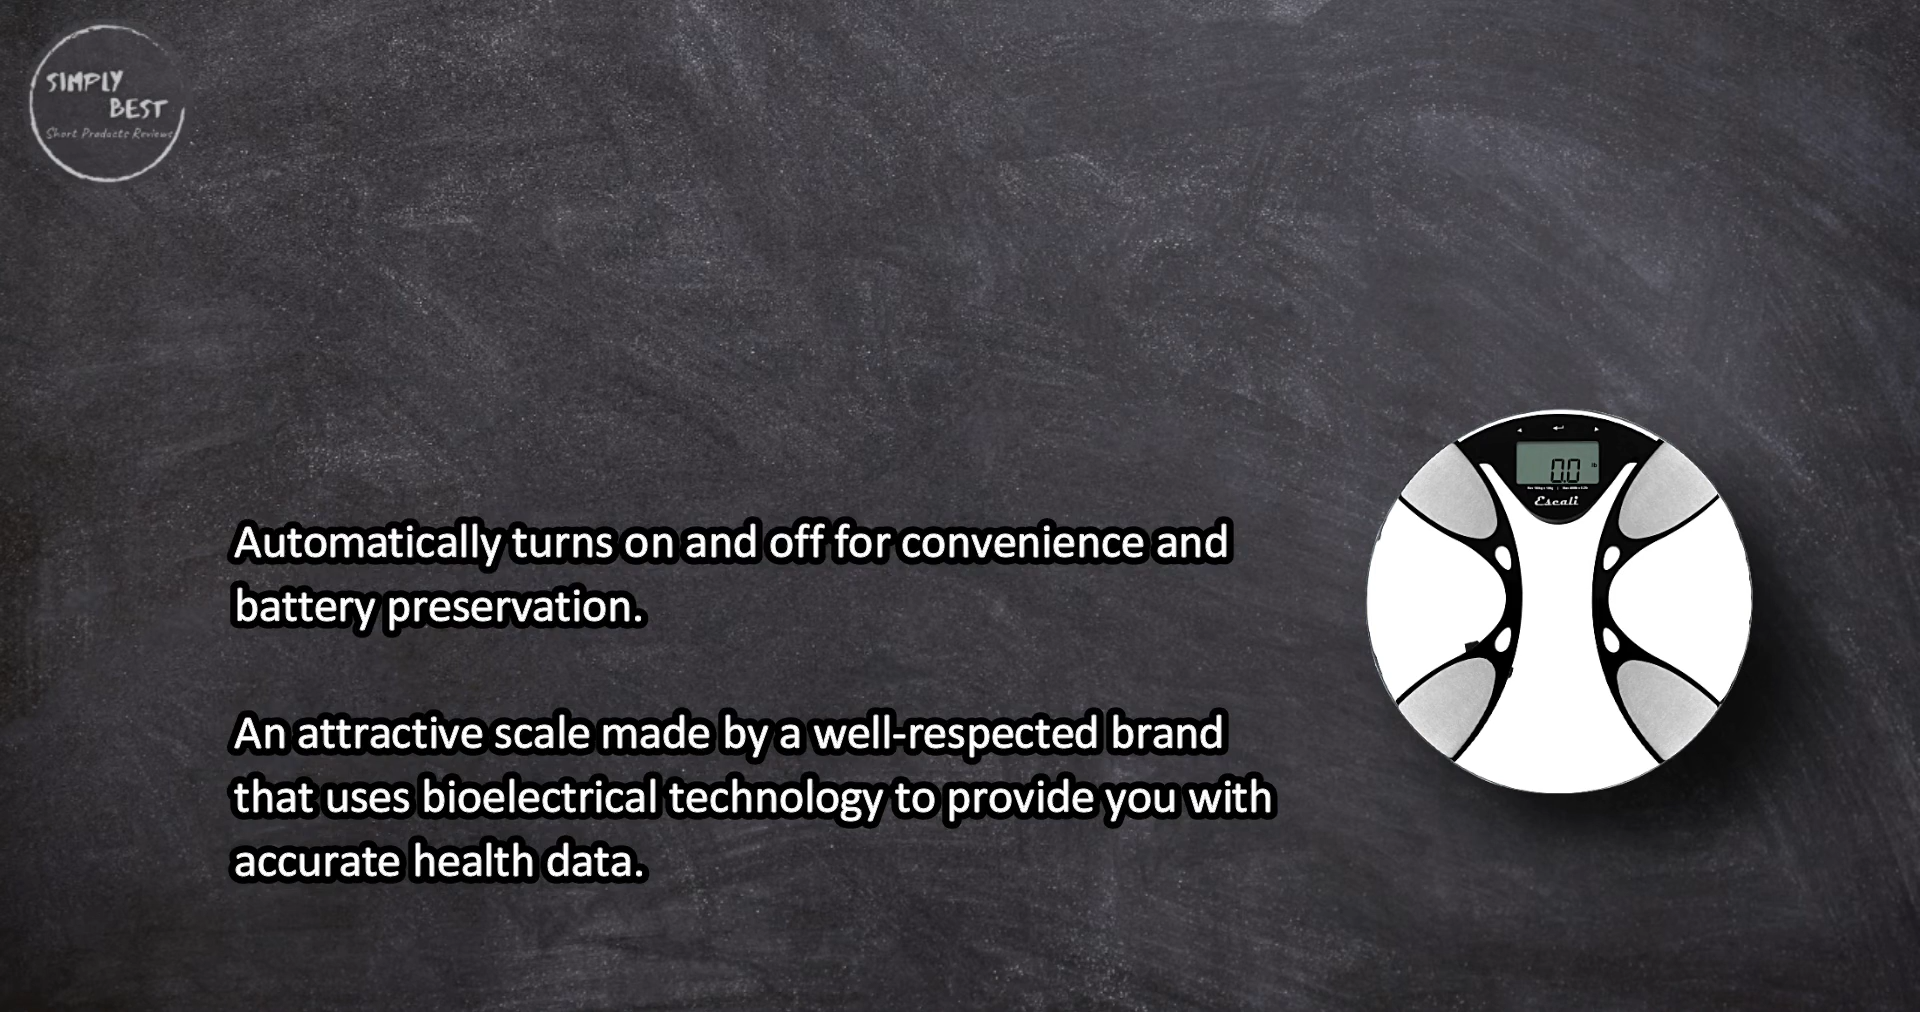 SIMPLY
BEST
Short Products Reviews
0.0
Escali
Automatically turns on and off for convenience and
battery preservation.
An attractive scale made by a well-respected brand
that uses bioelectrical technology to provide you with
accurate health data.